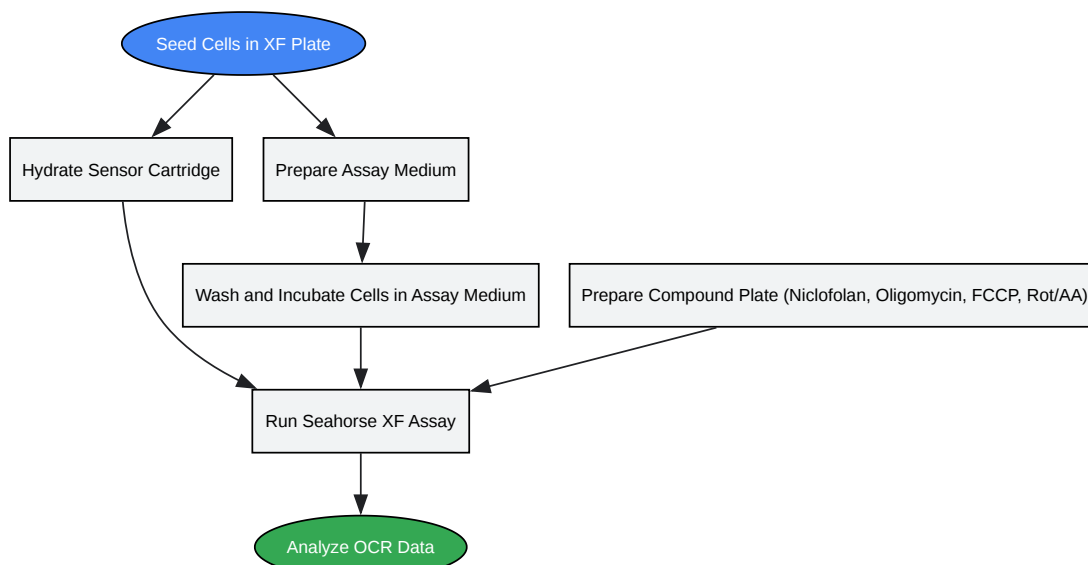 Seed Cells in XF Plate
Hydrate Sensor Cartridge
Prepare Assay Medium
Wash and Incubate Cells in Assay Medium
Prepare Compound Plate (Niclofolan, Oligomycin, FCCP, Rot/AA)
Run Seahorse XF Assay
Analyze OCR Data